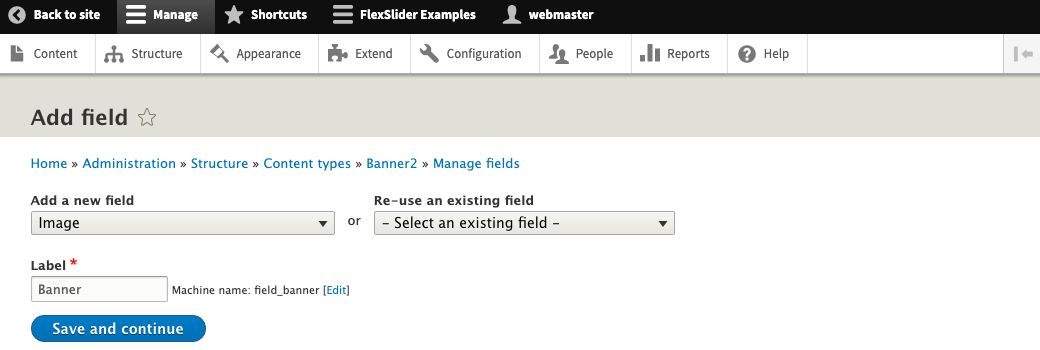 Back to site Manage Shortcuts FlexSlider Examples webmaster
Content Structure Appearance Extend Configuration People Reports Help
Add field
Home » Administration » Structure » Content types » Banner2 » Manage fields
Add a new field Re-use an existing field
Image or – Select an existing field –
Label *
Banner Machine name: field_banner [Edit]
Save and continue